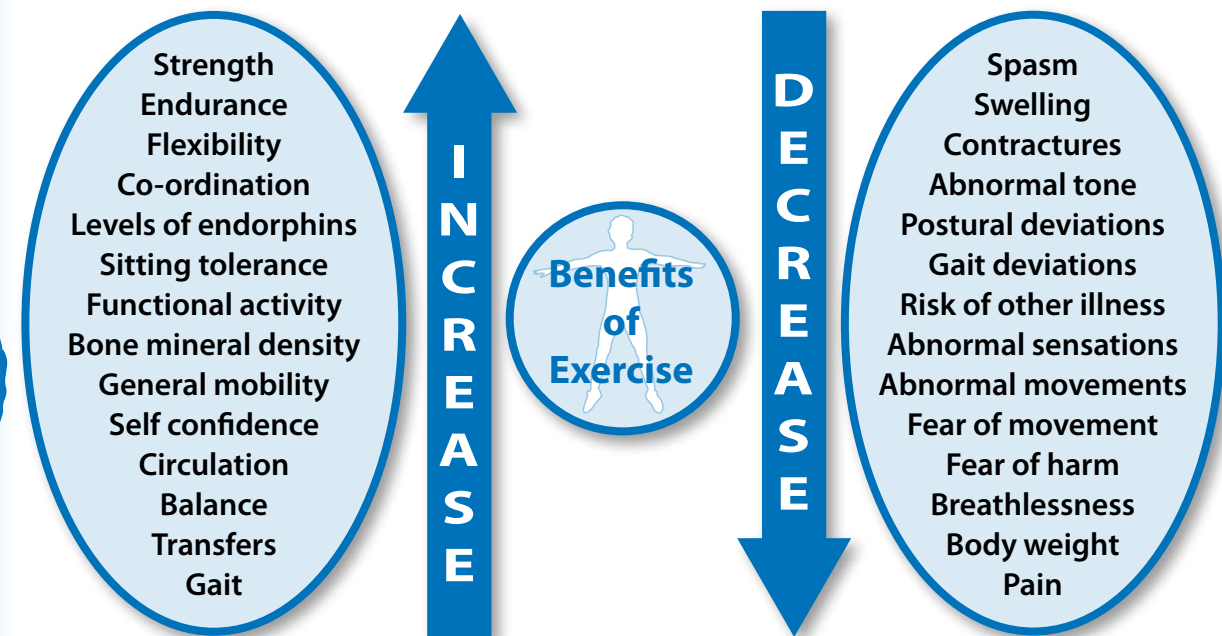 Strength
Endurance
Flexibility
Co-ordination
Levels of endorphins
Sitting tolerance
Functional activity
Bone mineral density
General mobility
Self confidence
Circulation
Balance
Transfers
Gait
INCREASE
Benefits
of
Exercise
DECREASE
Spasm
Swelling
Contractures
Abnormal tone
Postural deviations
Gait deviations
Risk of other illness
Abnormal sensations
Abnormal movements
Fear of movement
Fear of harm
Breathlessness
Body weight
Pain